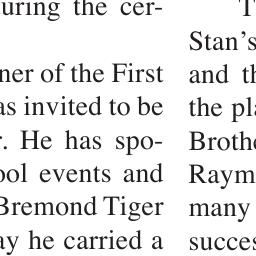 uring the cer-
ner of the First
as invited to be
r. He has spo-
ool events and
Bremond Tiger
ay he carried a
T
Stan's
and th
the pla
Brothe
Raym
many
succes